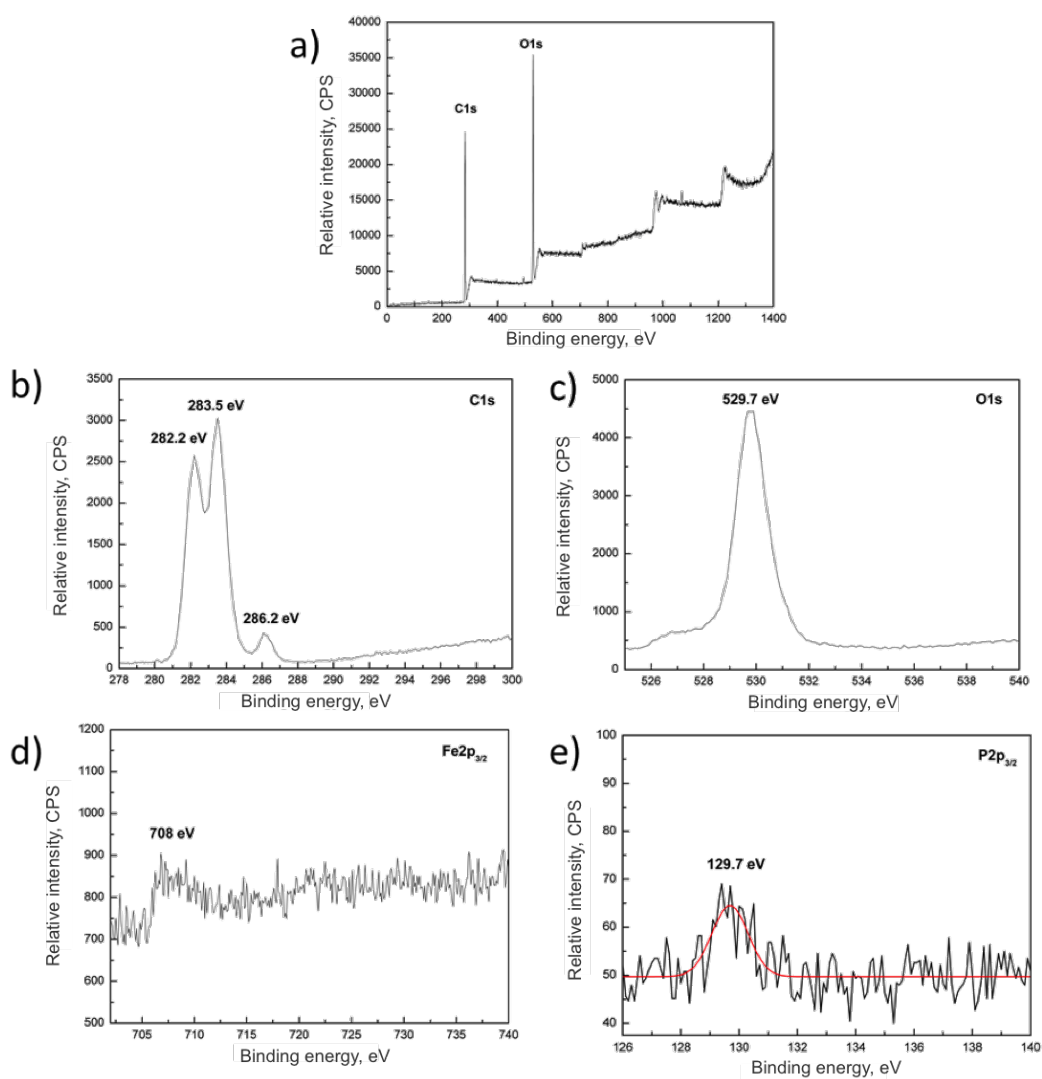 a)
Relative intensity, CPS
40000
35000
30000
25000
20000
15000
10000
5000
0
C1s
O1s
0 200 400 600 800 1000 1200 1400
Binding energy, eV
b)
Relative intensity, CPS
3500
3000
2500
2000
1500
1000
500
0
C1s
283.5 eV
282.2 eV
286.2 eV
278 280 282 284 286 288 290 292 294 296 298 300
Binding energy, eV
c)
Relative intensity, CPS
5000
4000
3000
2000
1000
0
529.7 eV
O1s
526 528 530 532 534 536 538 540
Binding energy, eV
d)
Relative intensity, CPS
1200
1100
1000
900
800
700
600
500
Fe2p3/2
708 eV
705 710 715 720 725 730 735 740
Binding energy, eV
e)
Relative intensity, CPS
100
90
80
70
60
50
40
P2p3/2
129.7 eV
126 128 130 132 134 136 138 140
Binding energy, eV